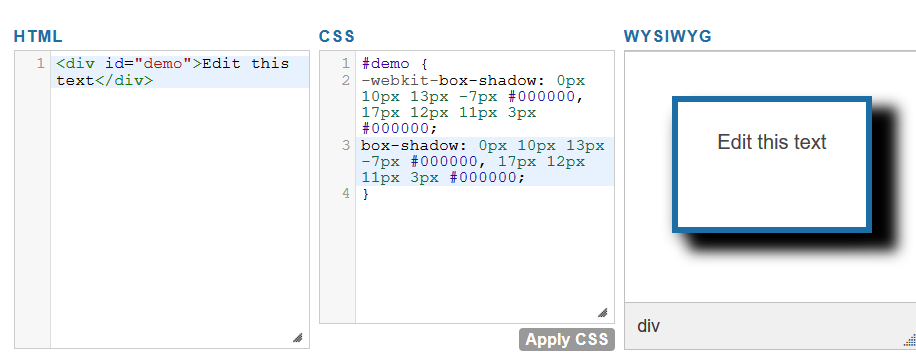 HTML
1 <div id="demo">Edit this
text</div>
CSS
1 #demo {
2 -webkit-box-shadow: 0px
10px 13px -7px #000000,
17px 12px 11px 3px
#000000;
3 box-shadow: 0px 10px 13px
-7px #000000, 17px 12px
11px 3px #000000;
4 }
Apply CSS
WYSIWYG
Edit this text
div